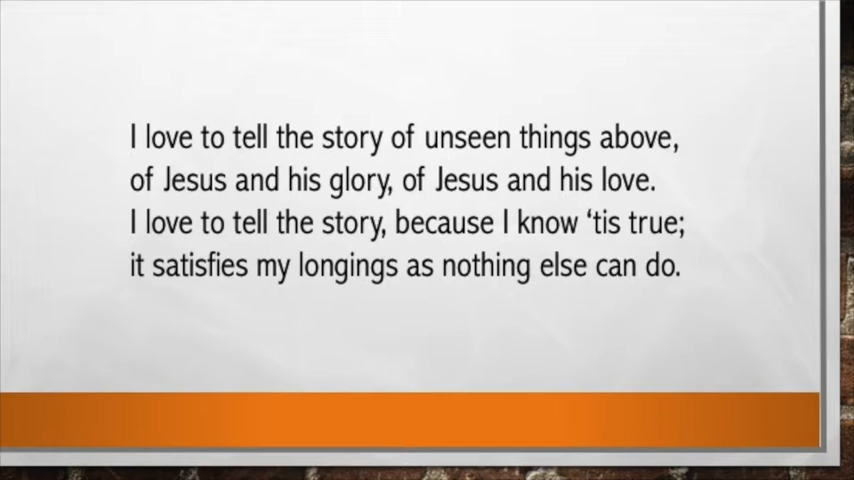 I love to tell the story of unseen things above,
of Jesus and his glory, of Jesus and his love.
I love to tell the story, because I know ‘tis true;
it satisfies my longings as nothing else can do.